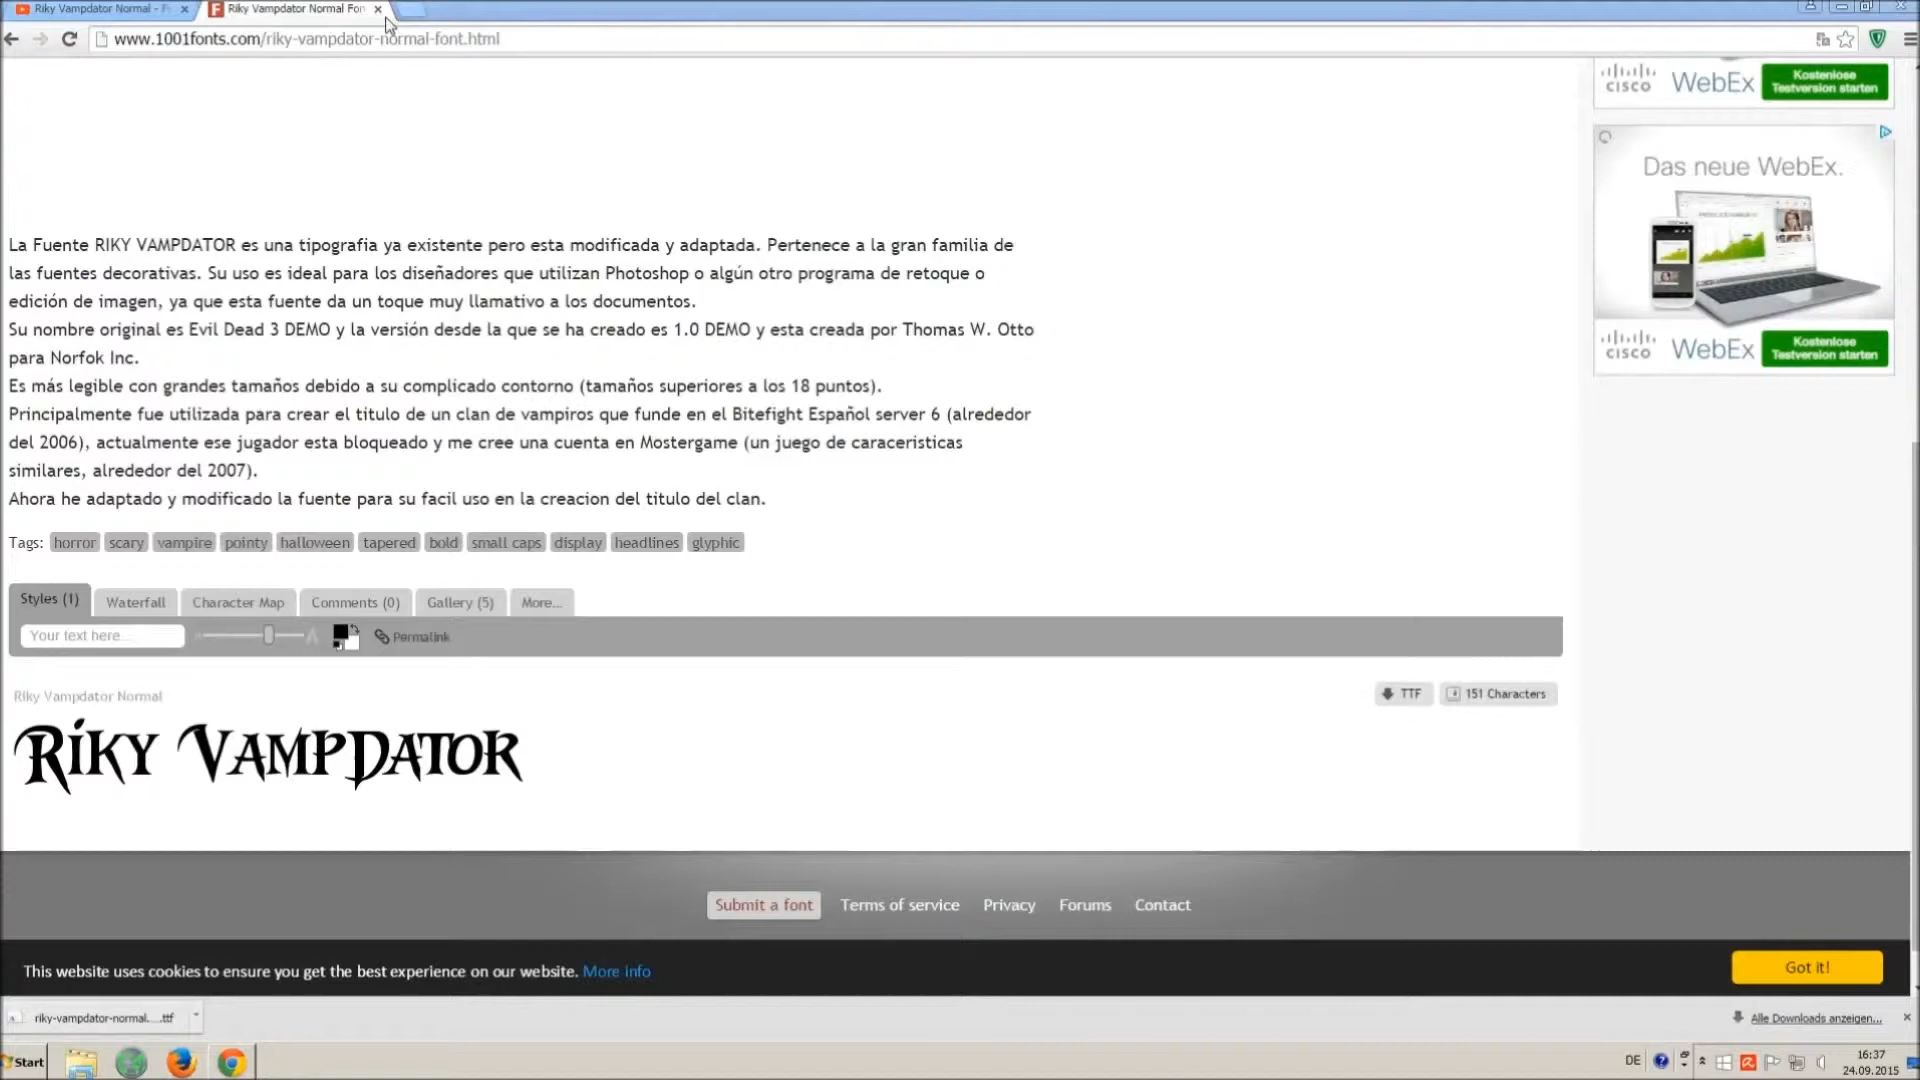 Riky Vampdator Normal - F
Riky Vampdator Normal Fon
www.1001fonts.com/riky-vampdator-normal-font.html
CISCO WebEx Kostenlose Testversion starten
Das neue WebEx.
CISCO WebEx Kostenlose Testversion starten
La Fuente RIKY VAMPDATOR es una tipografia ya existente pero esta modificada y adaptada. Pertenece a la gran familia de
las fuentes decorativas. Su uso es ideal para los diseñadores que utilizan Photoshop o algún otro programa de retoque o
edición de imagen, ya que esta fuente da un toque muy llamativo a los documentos.
Su nombre original es Evil Dead 3 DEMO y la versión desde la que se ha creado es 1.0 DEMO y esta creada por Thomas W. Otto
para Norfok Inc.
Es más legible con grandes tamaños debido a su complicado contorno (tamaños superiores a los 18 puntos).
Principalmente fue utilizada para crear el titulo de un clan de vampiros que funde en el Bitefight Español server 6 (alrededor
del 2006), actualmente ese jugador esta bloqueado y me cree una cuenta en Mostergame (un juego de caraceristicas
similares, alrededor del 2007).
Ahora he adaptado y modificado la fuente para su facil uso en la creacion del titulo del clan.
Tags: horror scary vampire pointy halloween tapered bold small caps display headlines glyphic
Styles (1) Waterfall Character Map Comments (0) Gallery (5) More...
Your text here... Permalink
Riky Vampdator Normal TTF 151 Characters
Riky VampDator
Submit a font Terms of service Privacy Forums Contact
This website uses cookies to ensure you get the best experience on our website. More info Got it!
riky-vampdator-normal....ttf Alle Downloads anzeigen...
Start DE 16:37
24.09.2015